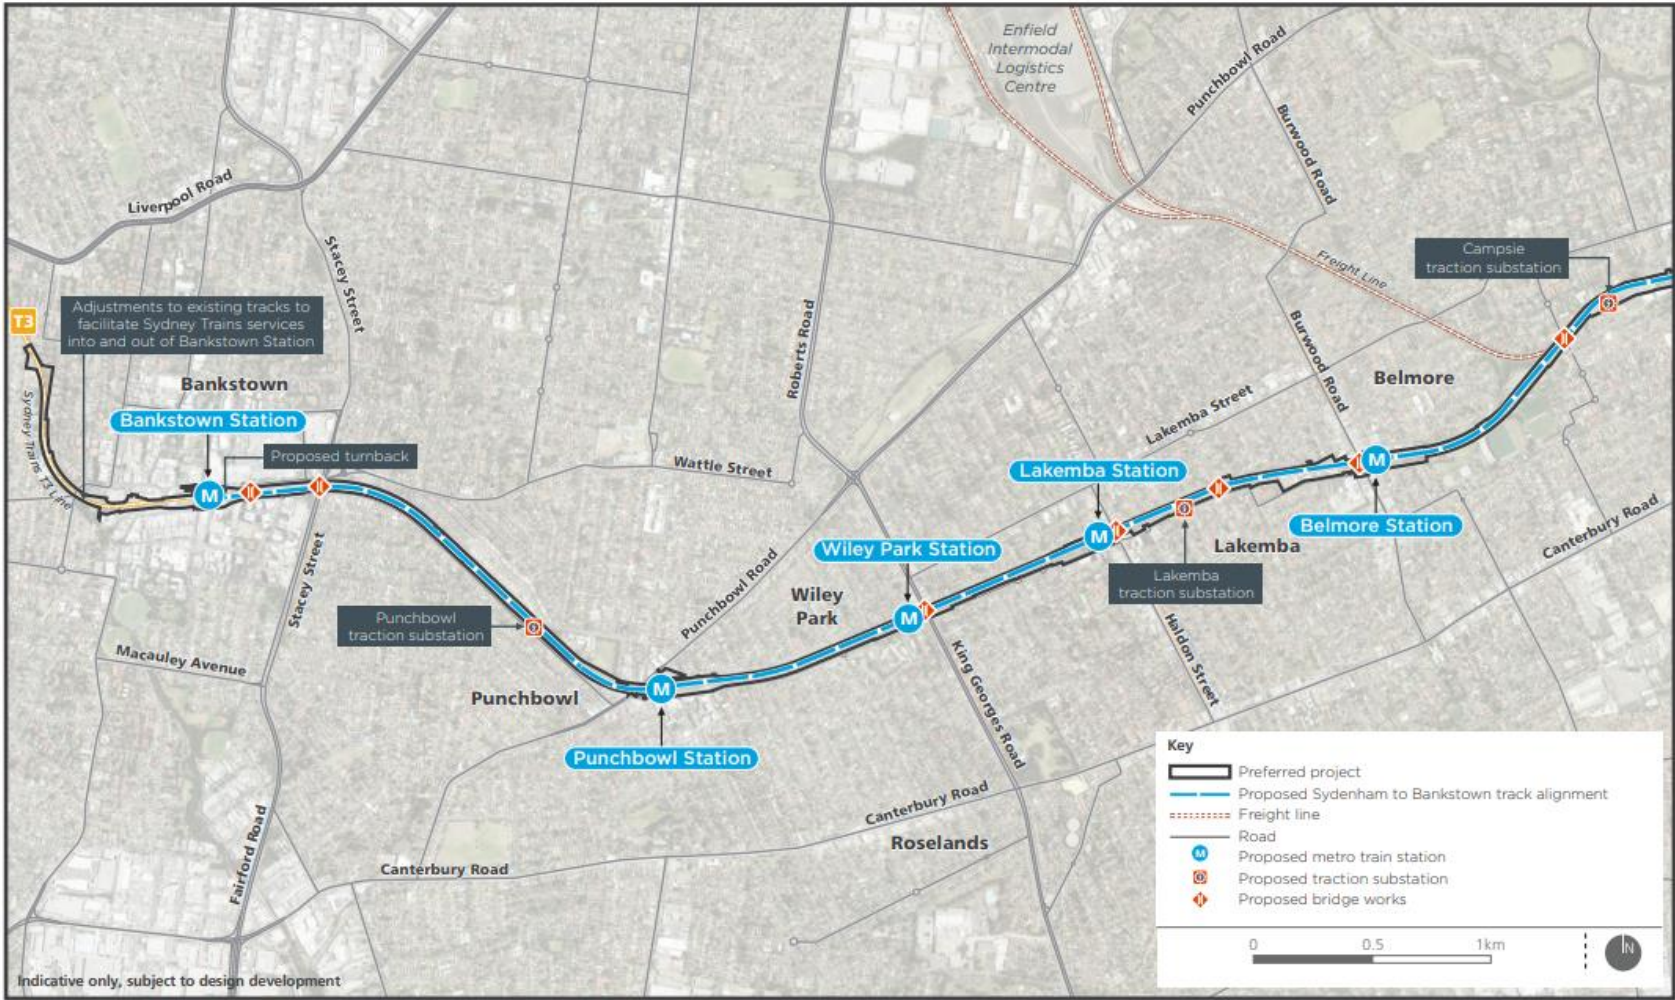 Enfield
Intermodal
Logistics
Centre
Punchbowl Road
Burwood Road
Liverpool Road
Stacey Street
Freight Line
Campsie
traction substation
T3
Adjustments to existing tracks to
facilitate Sydney Trains services
into and out of Bankstown Station
Roberts Road
Burwood Road
Bankstown
Belmore
Sydney Trains T3 Line
Bankstown Station
M
Proposed turnback
Wattle Street
Lakemba Street
Lakemba Station
M
M
Belmore Station
Canterbury Road
Stacey Street
Wiley Park Station
M
Lakemba
Lakemba
traction substation
Punchbowl
traction substation
Punchbowl Road
Wiley
Park
Macauley Avenue
Punchbowl
M
Punchbowl Station
King Georges Road
Haldon Street
Fairford Road
Canterbury Road
Canterbury Road
Roselands
Key
Preferred project
Proposed Sydenham to Bankstown track alignment
Freight line
Road
M Proposed metro train station
Proposed traction substation
Proposed bridge works
0 0.5 1km
N
Indicative only, subject to design development